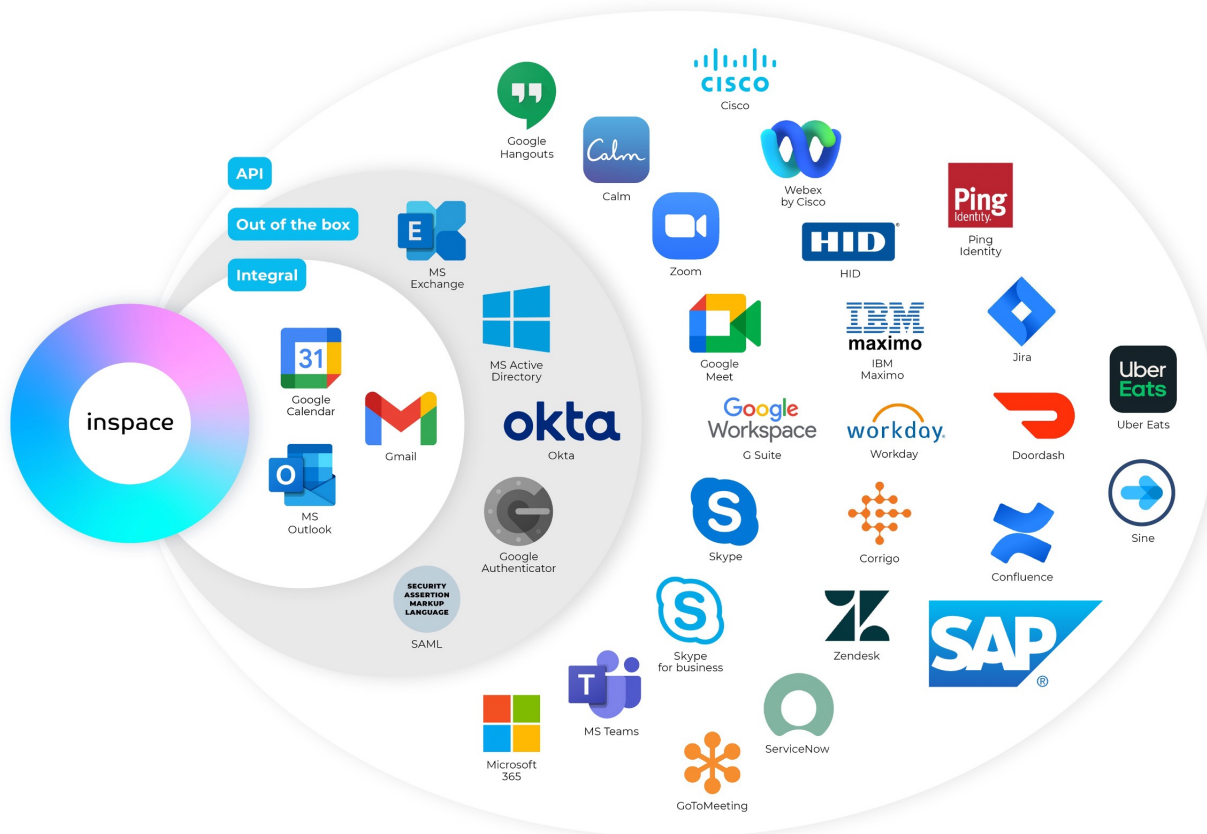 CISCO
Cisco
Google
Hangouts
Calm
Calm
Webex
by Cisco
API
Ping
Identity.
Ping
Identity
Out of the box
E
MS
Exchange
Zoom
HID®
HID
Integral
31
Google
Calendar
MS Active
Directory
Google
Meet
IBM
maximo
IBM
Maximo
Jira
Uber
Eats
Uber Eats
inspace
Gmail
okta
Okta
Google
Workspace
G Suite
workday.
Workday
Doordash
O
MS
Outlook
Google
Authenticator
S
Skype
Corrigo
Confluence
Sine
SECURITY
ASSERTION
MARKUP
LANGUAGE
SAML
S
Skype
for business
Zendesk
SAP®
T
MS Teams
Microsoft
365
ServiceNow
GoToMeeting